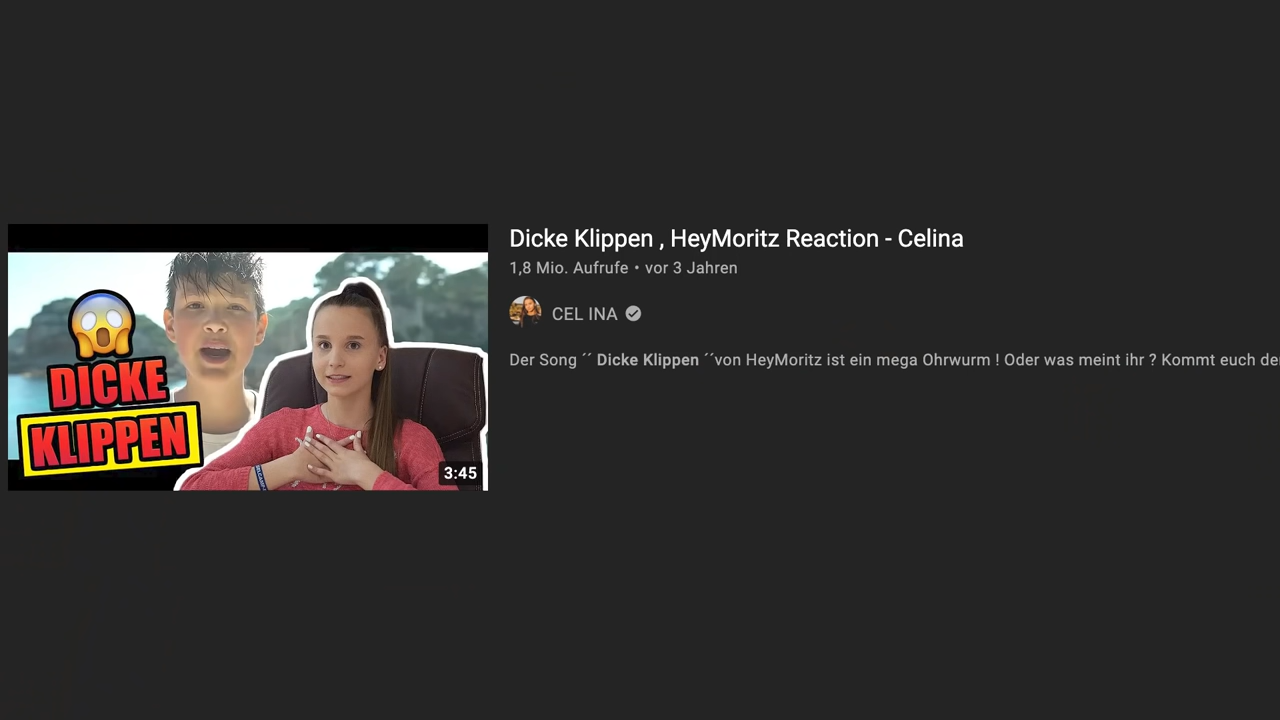 Dicke Klippen , HeyMoritz Reaction - Celina
1,8 Mio. Aufrufe • vor 3 Jahren
CEL INA
Der Song ´´ Dicke Klippen ´´von HeyMoritz ist ein mega Ohrwurm ! Oder was meint ihr ? Kommt euch
DICKE
KLIPPEN
3:45